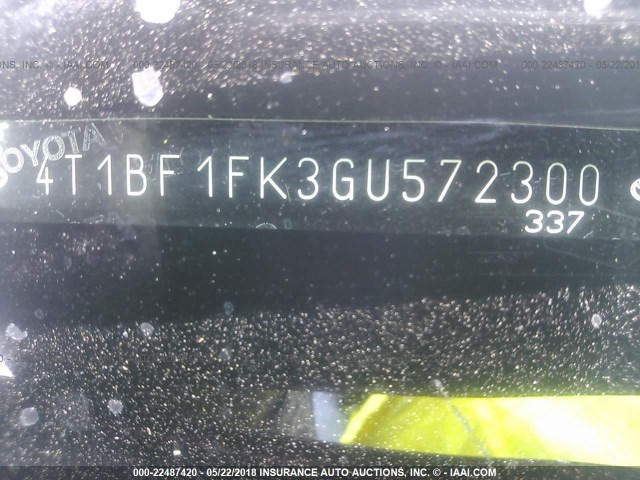 TOYOTA
4T1BF1FK3GU572300
337
000-22487420 - 05/22/2018 INSURANCE AUTO AUCTIONS, INC. © - IAAI.COM